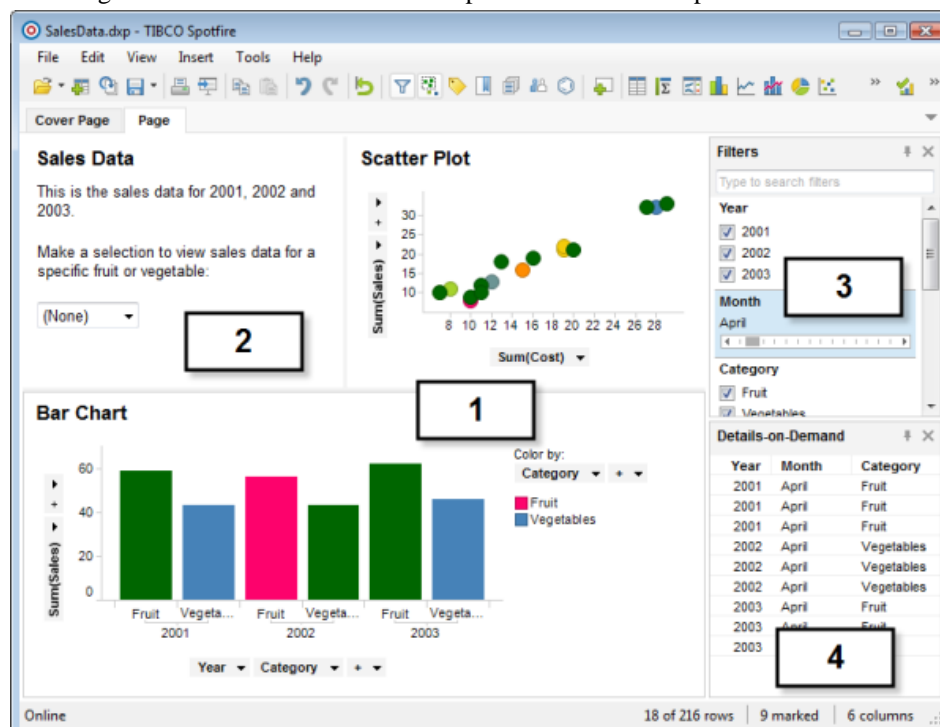 SalesData.dxp - TIBCO Spotfire
File Edit View Insert Tools Help
Cover Page Page
Sales Data
This is the sales data for 2001, 2002 and
2003.
Make a selection to view sales data for a
specific fruit or vegetable:
(None)
2
Scatter Plot
Sum(Sales)
+
30
25
20
15
10
8 10 12 14 16 18 20 22 24 26 28
Sum(Cost)
1
Bar Chart
Sum(Sales)
+
60
40
20
0
Fruit Vegeta... Fruit Vegeta... Fruit Vegeta...
2001 2002 2003
Year Category +
Color by:
Category +
Fruit
Vegetables
Filters
Type to search filters
Year
2001
2002
2003
3
Month
April
Category
Fruit
Vegetables
Details-on-Demand
Year Month Category
2001 April Fruit
2001 April Fruit
2001 April Fruit
2002 April Vegetables
2002 April Vegetables
2002 April Vegetables
2003 April Fruit
2003 April Fruit
2003
4
Online 18 of 216 rows 9 marked 6 columns